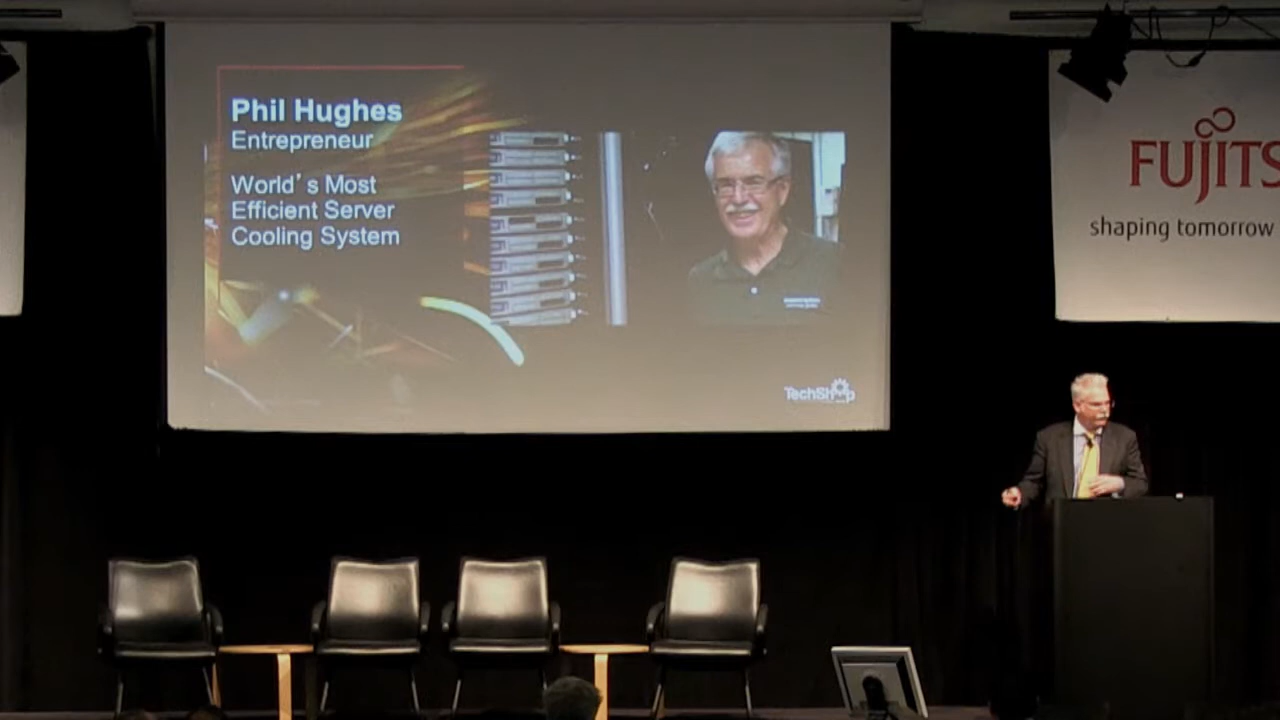 Phil Hughes
Entrepreneur
World's Most
Efficient Server
Cooling System
TechShop
FUJITS
shaping tomorrow